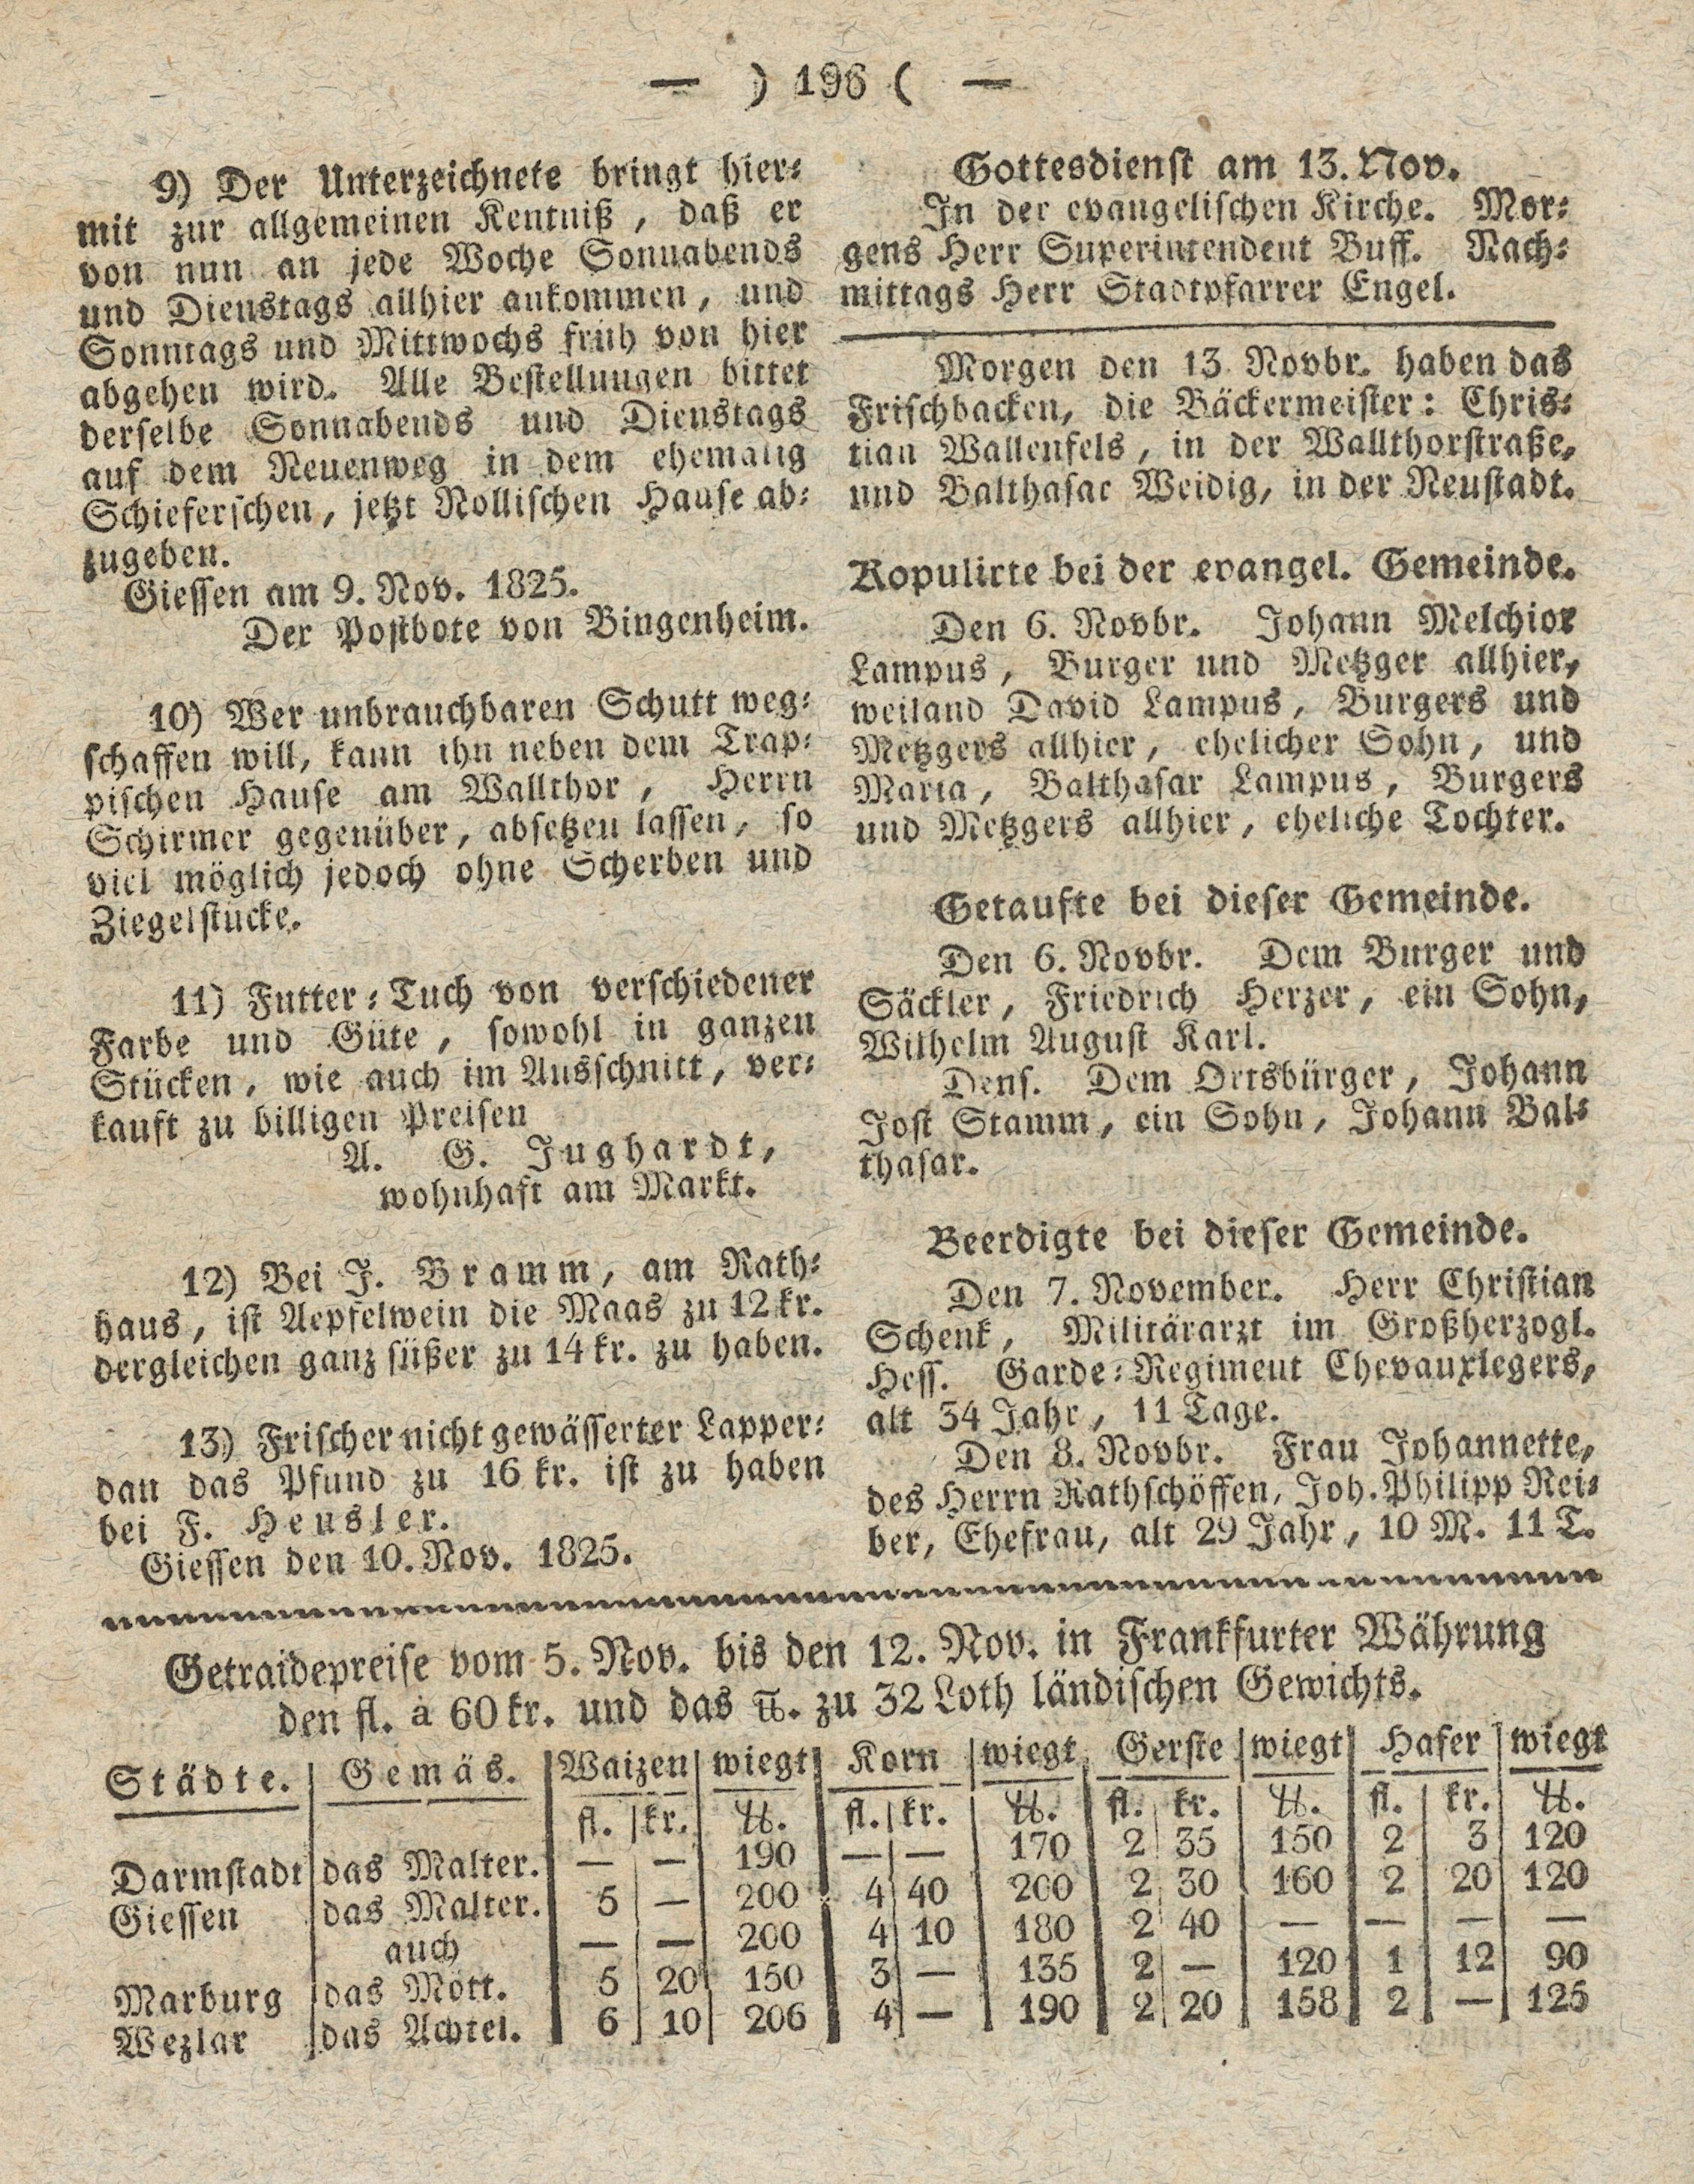 — ) 196 ( —
9) Der Unterzeichnete bringt hier⸗
mit zur allgemeinen Kentniß, daß er
von nun an jede Woche Sonnabends
und Dienstags allhier ankommen, und
Sonntags und Mittwochs früh von hier
abgehen wird. Alle Bestellungen bittet
derselbe Sonnabends und Dienstags
auf dem Neuenweg in dem ehemalig
Schieferschen, jetzt Nollischen Hause ab⸗
zugeben.
Giessen am 9. Nov. 1825.
Der Postbote von Bingenheim.
10) Wer unbrauchbaren Schutt weg⸗
schaffen will, kann ihn neben dem Trap⸗
pischen Hause am Wallthor, Herrn
Schirmer gegenüber, absetzen lassen, so
viel möglich jedoch ohne Scherben und
Ziegelstücke.
11) Futter⸗Tuch von verschiedener
Farbe und Güte, sowohl in ganzen
Stücken, wie auch im Ausschnitt, ver⸗
kauft zu billigen Preisen
A. G. Jughardt,
wohnhaft am Markt.
12) Bei J. Bramm, am Rath⸗
haus, ist Aepfelwein die Maas zu 12 kr.
dergleichen ganz süßer zu 14 kr. zu haben.
13) Frischer nicht gewässerter Lapper⸗
dan das Pfund zu 16 kr. ist zu haben
bei F. Heusler.
Giessen den 10. Nov. 1825.
Gottesdienst am 13. Nov.
In der evangelischen Kirche. Mor⸗
gens Herr Superintendent Buff. Nach⸗
mittags Herr Stadtpfarrer Engel.
Morgen den 13 Novbr. haben das
Frischbacken, die Bäckermeister: Chris⸗
tian Wallenfels, in der Wallthorstraße,
und Balthasar Weidig, in der Neustadt.
Kopulirte bei der evangel. Gemeinde.
Den 6. Novbr. Johann Melchior
Lampus, Burger und Metzger allhier,
weiland David Lampus, Burgers und
Metzgers allhier, ehelicher Sohn, und
Maria, Balthasar Lampus, Burgers
und Metzgers allhier, eheliche Tochter.
Getaufte bei dieser Gemeinde.
Den 6. Novbr. Dem Burger und
Säckler, Friedrich Herzer, ein Sohn,
Wilhelm August Karl.
Dens. Dem Ortsbürger, Johann
Jost Stamm, ein Sohn, Johann Bal⸗
thasar.
Beerdigte bei dieser Gemeinde.
Den 7. November. Herr Christian
Schenk, Militärarzt im Großherzogl.
Hess. Garde⸗Regiment Chevauxlegers,
alt 34 Jahr, 11 Tage.
Den 8. Novbr. Frau Johannette,
des Herrn Rathschöffen, Joh. Philipp Rei⸗
ber, Ehefrau, alt 29 Jahr, 10 M. 11 T.
Getraidepreise vom 5. Nov. bis den 12. Nov. in Frankfurter Währung
den fl. à 60 kr. und das ℔. zu 32 Loth ländischen Gewichts.
Städte. Gemäs. Waizen wiegt Korn wiegt Gerste wiegt Hafer wiegt
fl. kr. ℔. fl. kr. ℔. fl. kr. ℔. fl. kr. ℔.
Darmstadt das Malter. — — 190 — — 170 2 35 150 2 3 120
Giessen das Malter. 5 — 200 4 40 200 2 30 160 2 20 120
auch — — 200 4 10 180 2 40 — — — —
Marburg das Mött. 5 20 150 3 — 135 2 — 120 1 12 90
Wezlar das Achtel. 6 10 206 4 — 190 2 20 158 2 — 125